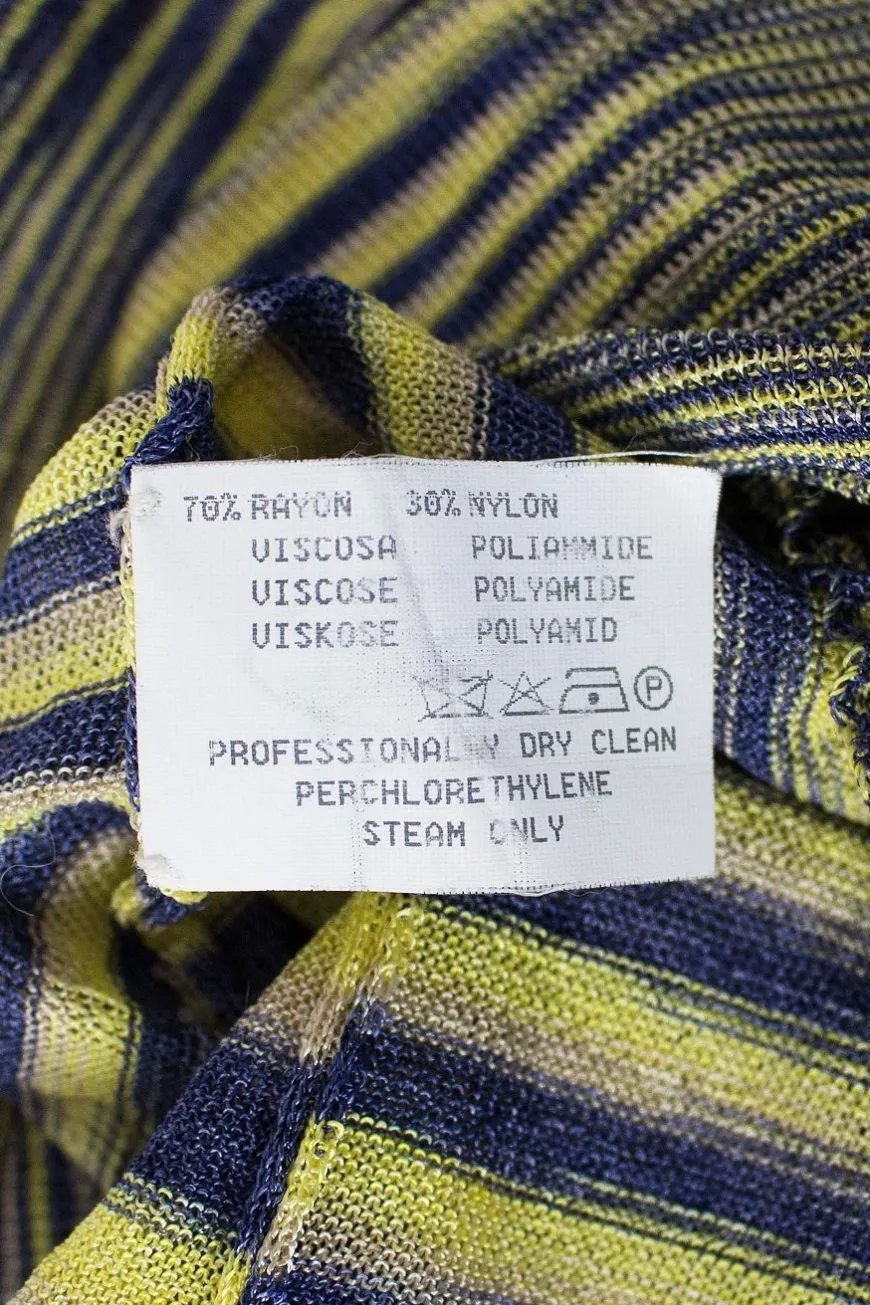 70% RAYON 30% NYLON
VISCOSA POLIAMMIDE
VISCOSE POLYAMIDE
VISKOSE POLYAMID
P
PROFESSIONALLY DRY CLEAN
PERCHLORETHYLENE
STEAM ONLY